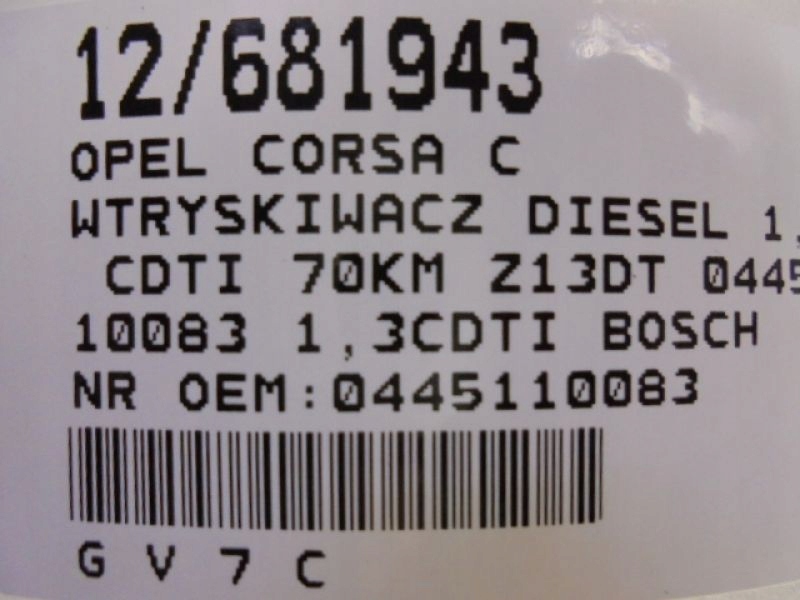 12/681943
OPEL CORSA C
WTRYSKIWACZ DIESEL 1,
CDTI 70KM Z13DT 0445
10083 1,3CDTI BOSCH
NR OEM:0445110083
G V 7 C